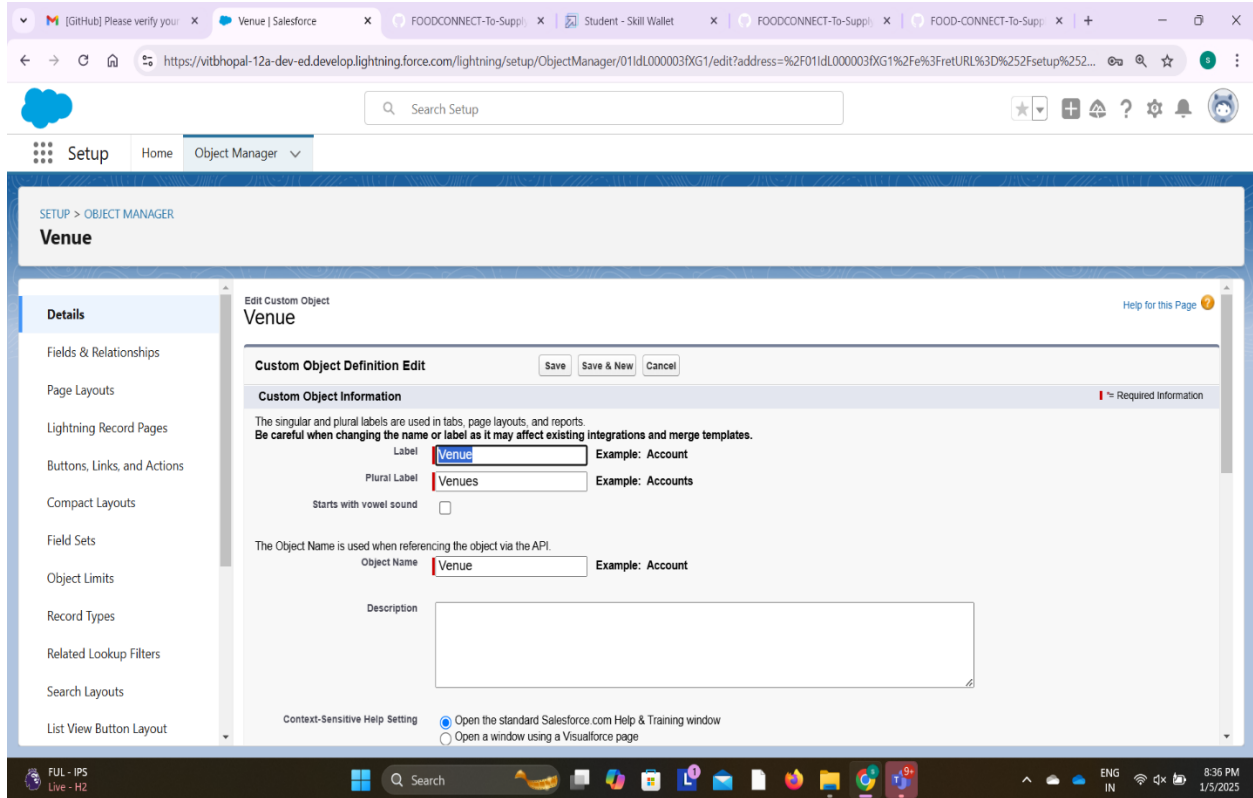 [GitHub] Please verify your
Venue | Salesforce
FOODCONNECT-To-Supply
Student - Skill Wallet
FOODCONNECT-To-Supply
FOOD-CONNECT-To-Supp
https://vitbhopal-12a-dev-ed.develop.lightning.force.com/lightning/setup/ObjectManager/01IdL000003fXG1/edit?address=%2F01IdL000003fXG1%2Fe%3FretURL%3D%252Fsetup%252...
S
Search Setup
Setup
Home
Object Manager
SETUP > OBJECT MANAGER
Venue
Details
Fields & Relationships
Page Layouts
Lightning Record Pages
Buttons, Links, and Actions
Compact Layouts
Field Sets
Object Limits
Record Types
Related Lookup Filters
Search Layouts
List View Button Layout
Edit Custom Object
Venue
Help for this Page
Custom Object Definition Edit
Save
Save & New
Cancel
Custom Object Information
= Required Information
The singular and plural labels are used in tabs, page layouts, and reports.
Be careful when changing the name or label as it may affect existing integrations and merge templates.
Label Venue Example: Account
Plural Label Venues Example: Accounts
Starts with vowel sound
The Object Name is used when referencing the object via the API.
Object Name Venue Example: Account
Description
Context-Sensitive Help Setting Open the standard Salesforce.com Help & Training window
Open a window using a Visualforce page
FUL - IPS
Live - H2
Search
1
9+
ENG
IN
8:36 PM
1/5/2025